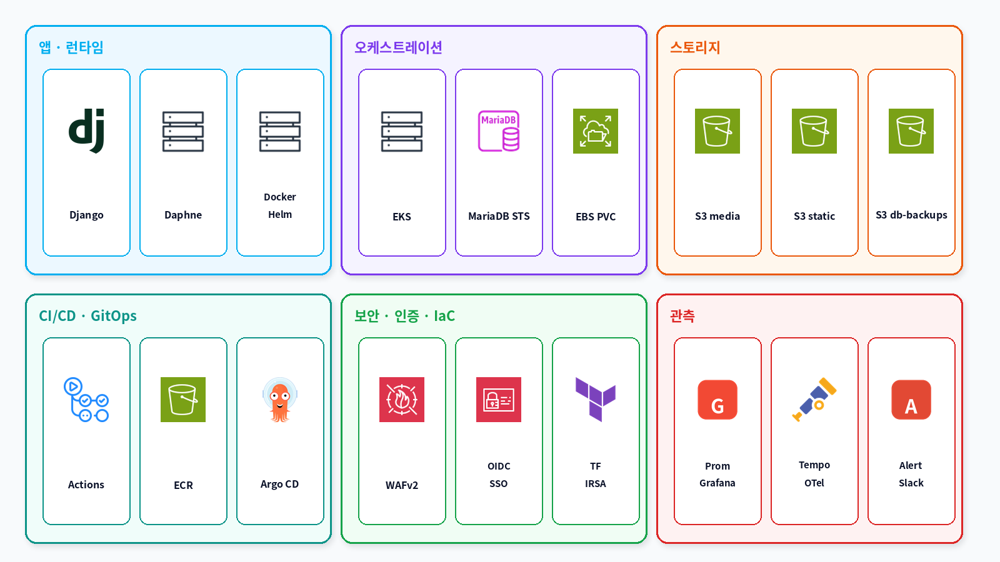 앱 · 런타임
dj
Django
Daphne
Docker
Helm
오케스트레이션
EKS
MariaDB
MariaDB STS
EBS PVC
스토리지
S3 media
S3 static
S3 db-backups
CI/CD · GitOps
Actions
ECR
Argo CD
보안 · 인증 · IaC
WAFv2
OIDC
SSO
TF
IRSA
관측
G
Prom
Grafana
Tempo
OTel
A
Alert
Slack